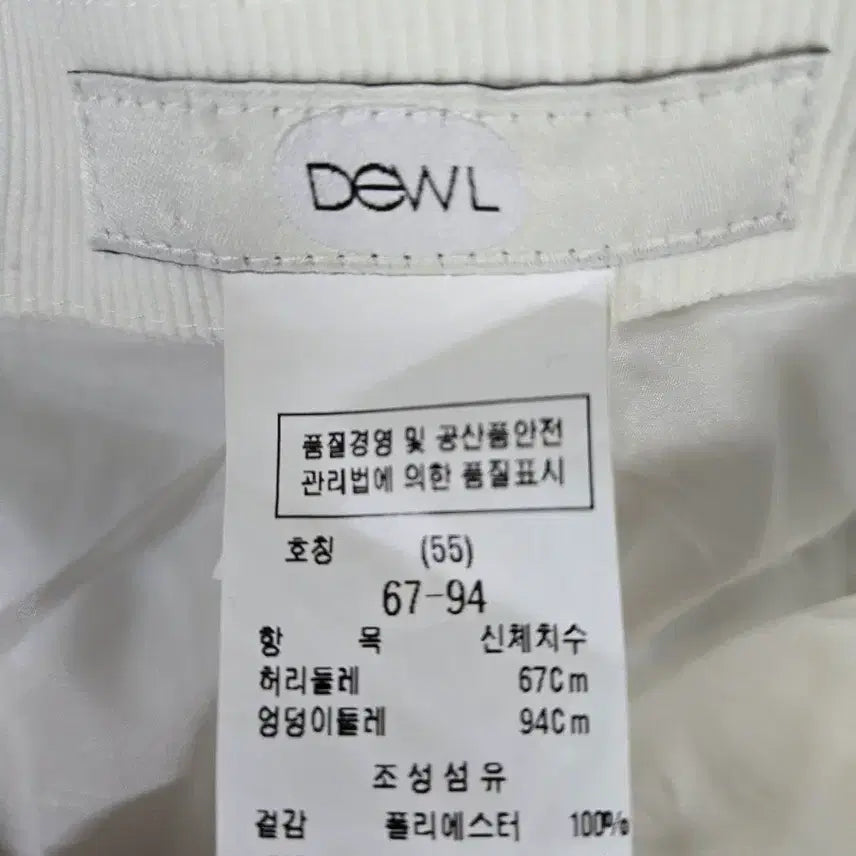 DeWL
품질경영 및 공산품안전
관리법에 의한 품질표시
호칭 (55)
67-94
항 목 신체치수
허리둘레 67Cm
엉덩이둘레 94Cm
조성섬유
겉감 폴리에스터 100%